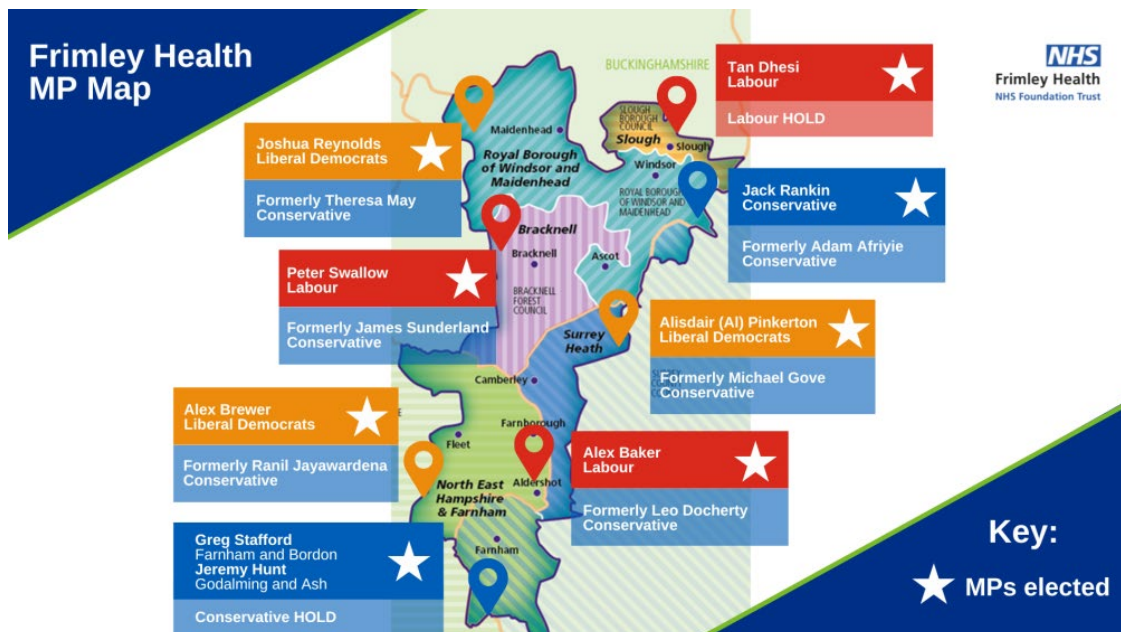 Frimley Health
MP Map
NHS
Frimley Health
NHS Foundation Trust
BUCKINGHAMSHIRE
Tan Dhesi
Labour
Labour HOLD
SLOUGH
BOROUGH
COUNCIL
Slough
Slough
Maidenhead
Royal Borough
of Windsor and
Maidenhead
Joshua Reynolds
Liberal Democrats
Formerly Theresa May
Conservative
Windsor
ROYAL BOROUGH
OF WINDSOR AND
MAIDENHEAD
Jack Rankin
Conservative
Formerly Adam Afriyie
Conservative
Bracknell
Bracknell
Ascot
BRACKNELL
FOREST
COUNCIL
Peter Swallow
Labour
Formerly James Sunderland
Conservative
Surrey
Heath
Alisdair (Al) Pinkerton
Liberal Democrats
Formerly Michael Gove
Conservative
Camberley
Alex Brewer
Liberal Democrats
Formerly Ranil Jayawardena
Conservative
Fleet
Farnborough
Aldershot
Alex Baker
Labour
Formerly Leo Docherty
Conservative
North East
Hampshire
& Farnham
Farnham
Greg Stafford
Farnham and Bordon
Jeremy Hunt
Godalming and Ash
Conservative HOLD
Key:
MPs elected